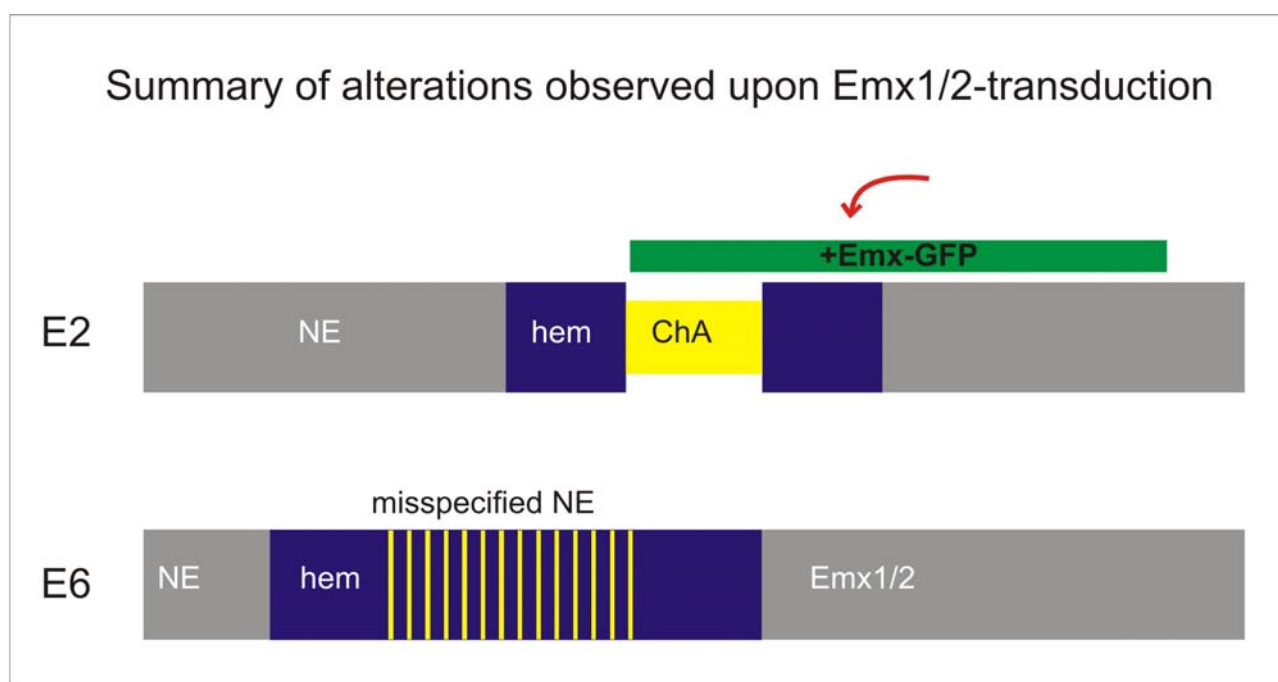 Summary of alterations observed upon Emx1/2-transduction
+Emx-GFP
E2
NE
hem
ChA
misspecified NE
E6
NE
hem
Emx1/2